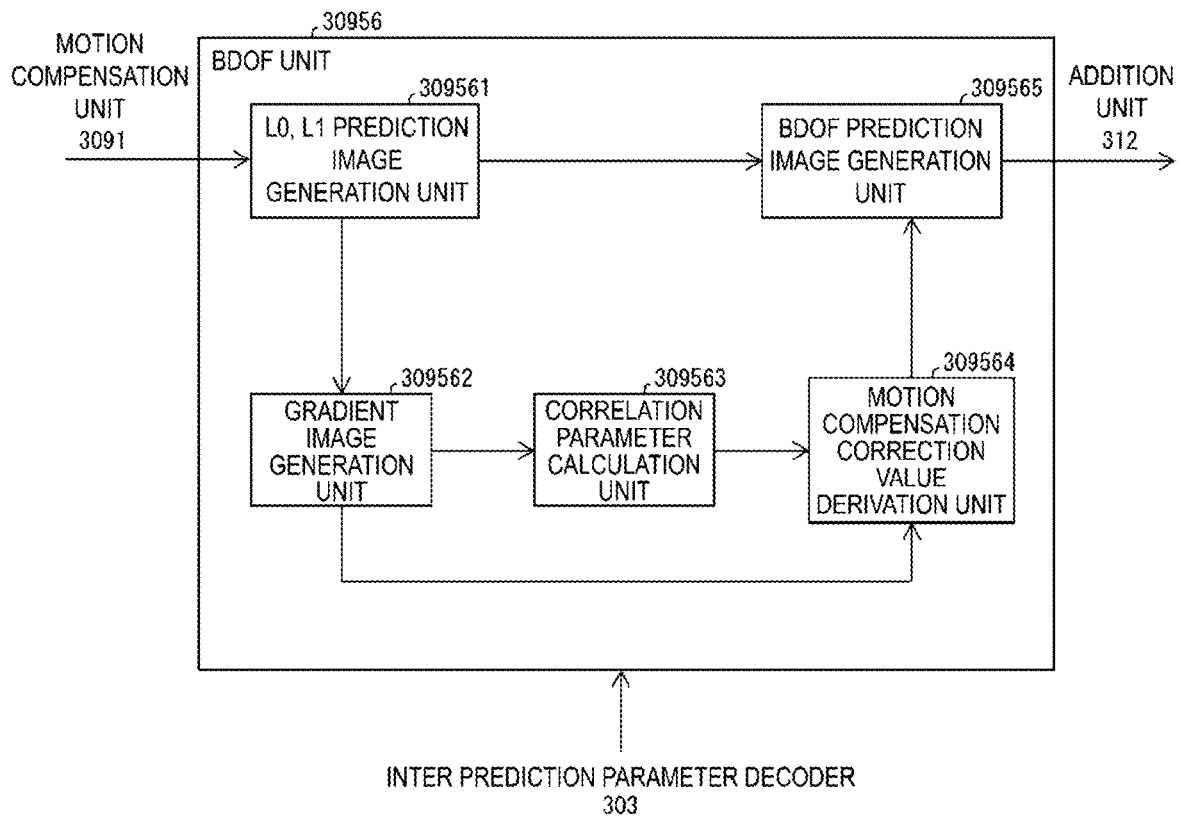 30956
MOTION
COMPENSATION
UNIT
3091
BDOF UNIT
309561
L0, L1 PREDICTION
IMAGE
GENERATION UNIT
309565
BDOF PREDICTION
IMAGE GENERATION
UNIT
ADDITION
UNIT
312
309562
GRADIENT
IMAGE
GENERATION
UNIT
309563
CORRELATION
PARAMETER
CALCULATION
UNIT
309564
MOTION
COMPENSATION
CORRECTION
VALUE
DERIVATION UNIT
INTER PREDICTION PARAMETER DECODER
303